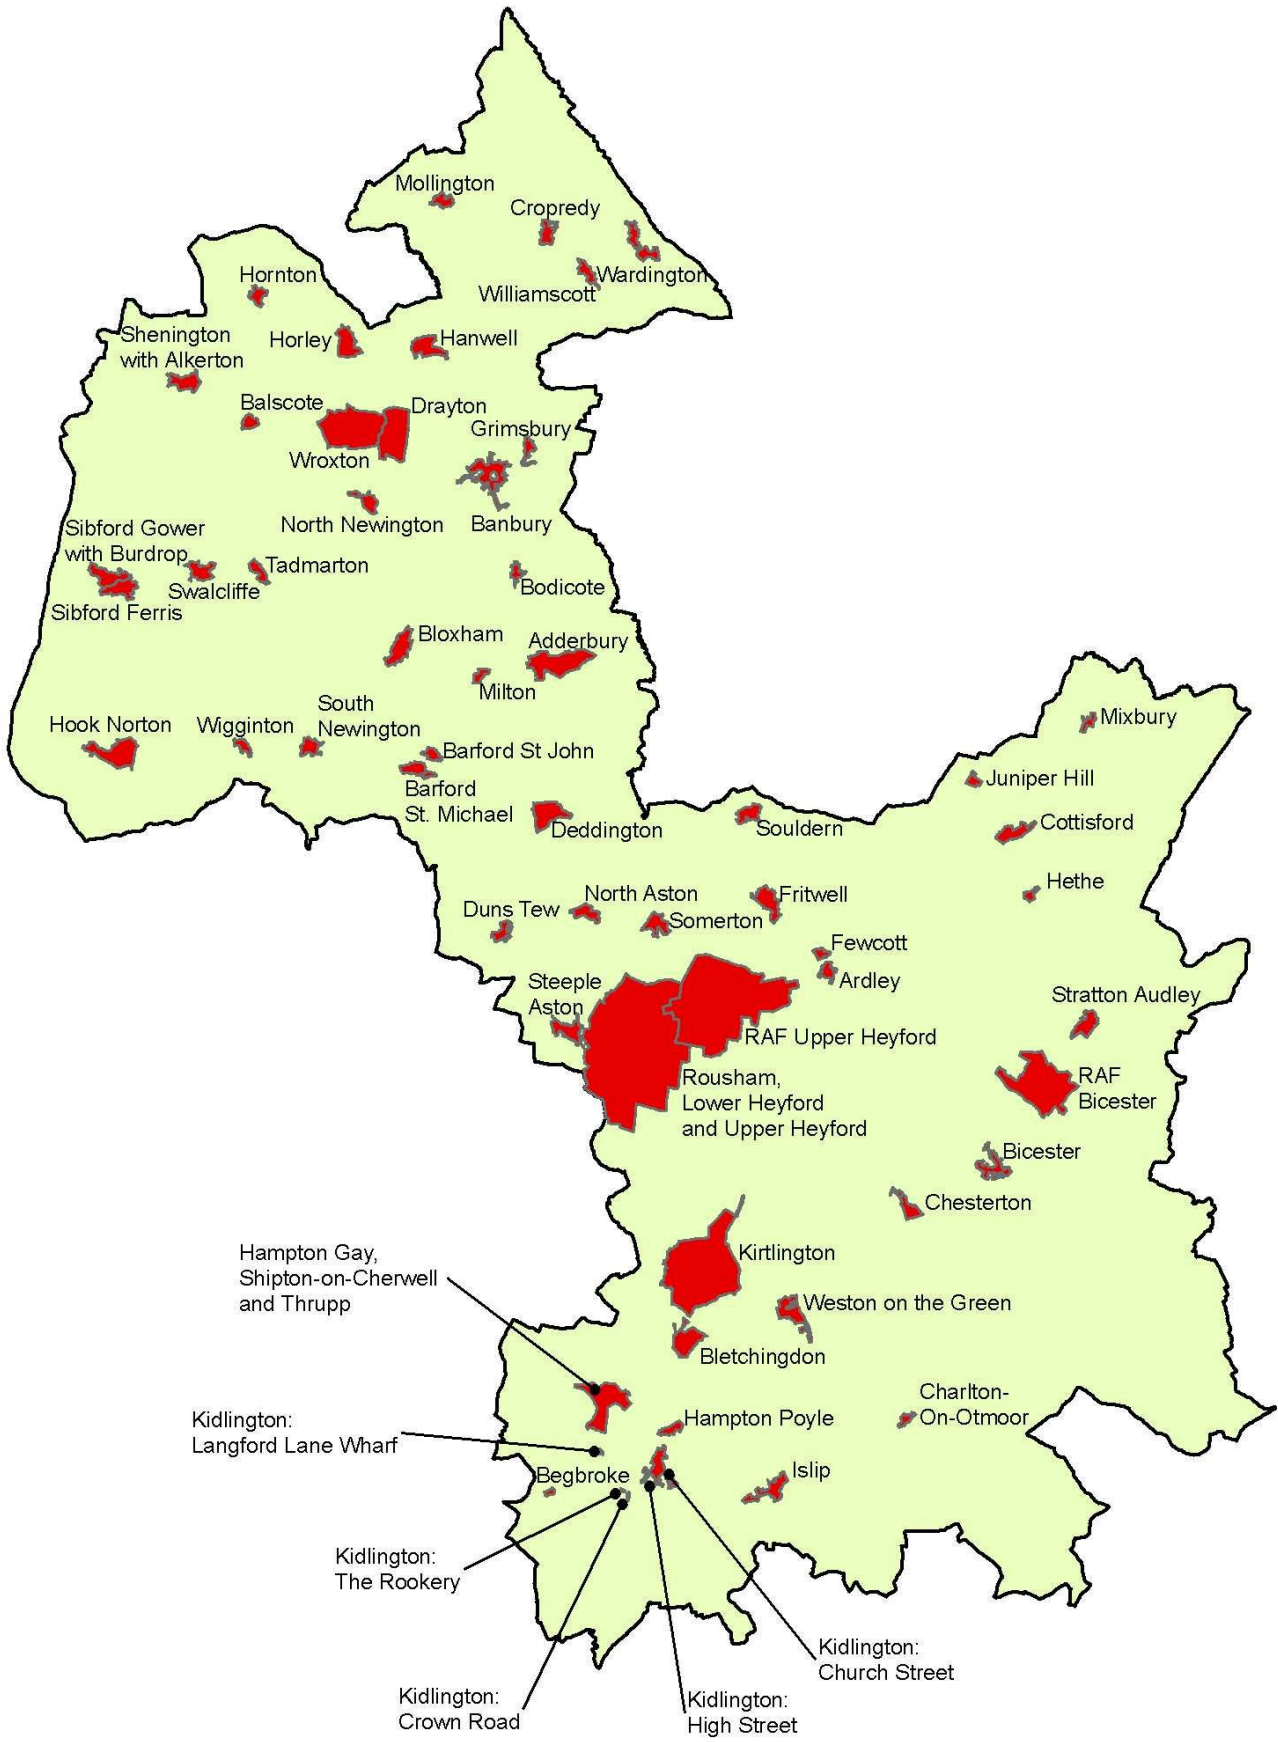 Mollington
Cropredy
Wardington
Williamscott
Hornton
Shenington
with Alkerton
Horley
Hanwell
Balscote
Drayton
Grimsbury
Wroxton
North Newington
Banbury
Sibford Gower
with Burdrop
Tadmarton
Swalcliffe
Bodicote
Sibford Ferris
Bloxham
Adderbury
Milton
South
Newington
Hook Norton
Wigginton
Mixbury
Barford St John
Juniper Hill
Barford
St. Michael
Deddington
Souldern
Cottisford
Hethe
North Aston
Fritwell
Duns Tew
Somerton
Fewcott
Ardley
Steeple
Aston
Stratton Audley
RAF Upper Heyford
Rousham,
Lower Heyford
and Upper Heyford
RAF
Bicester
Bicester
Chesterton
Hampton Gay,
Shipton-on-Cherwell
and Thrupp
Kirtlington
Weston on the Green
Bletchingdon
Charlton-
On-Otmoor
Hampton Poyle
Kidlington:
Langford Lane Wharf
Begbroke
Islip
Kidlington:
The Rookery
Kidlington:
Church Street
Kidlington:
Crown Road
Kidlington:
High Street